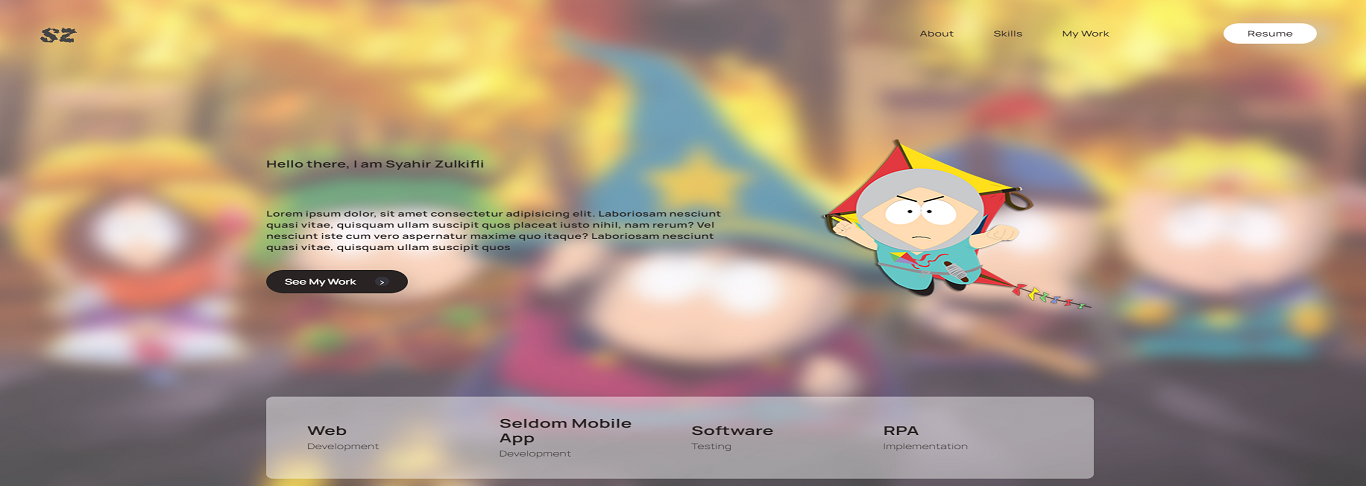 SZ
About
Skills
My Work
Resume
Hello there, I am Syahir Zulkifli
Lorem ipsum dolor, sit amet consectetur adipisicing elit. Laboriosam nesciunt
quasi vitae, quisquam ullam suscipit quos placeat iusto nihil, nam rerum? Vel
nesciunt iste cum vero aspernatur maxime quo itaque? Laboriosam nesciunt
quasi vitae, quisquam ullam suscipit quos
See My Work >
Web
Development
Seldom Mobile
App
Development
Software
Testing
RPA
Implementation